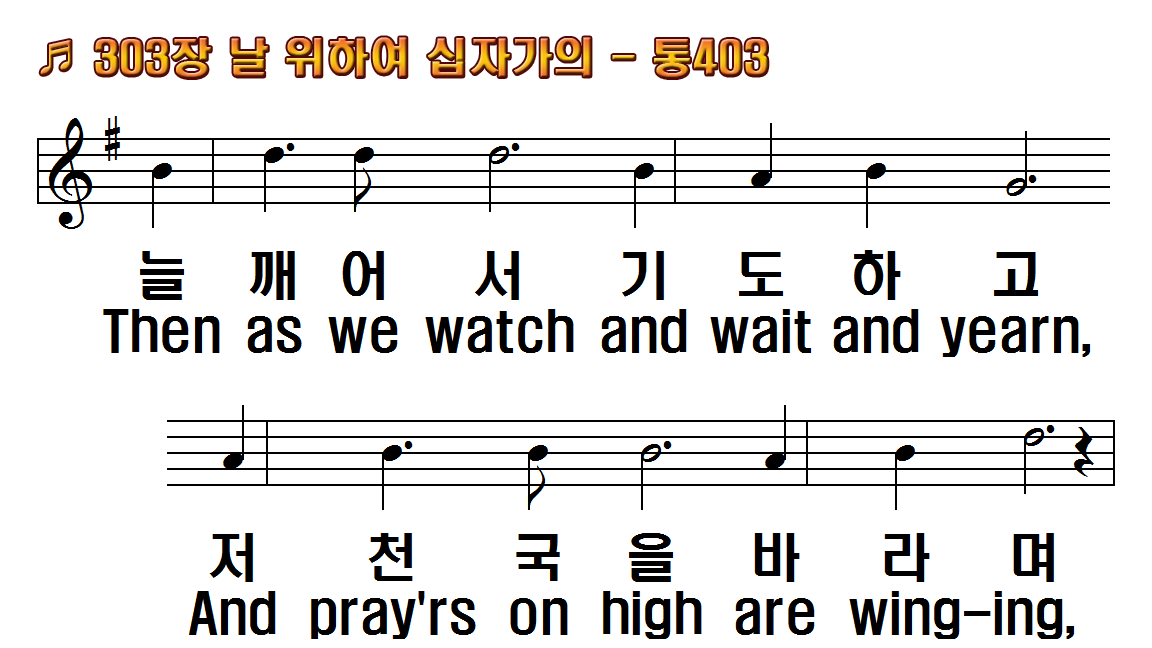 ♬ 303장 날 위하여 십자가의 - 통403
늘 깨 어 서 기 도 하 고
Then as we watch and wait and yearn,
저 천 국 을 바 라 며
And pray'rs on high are wing-ing,